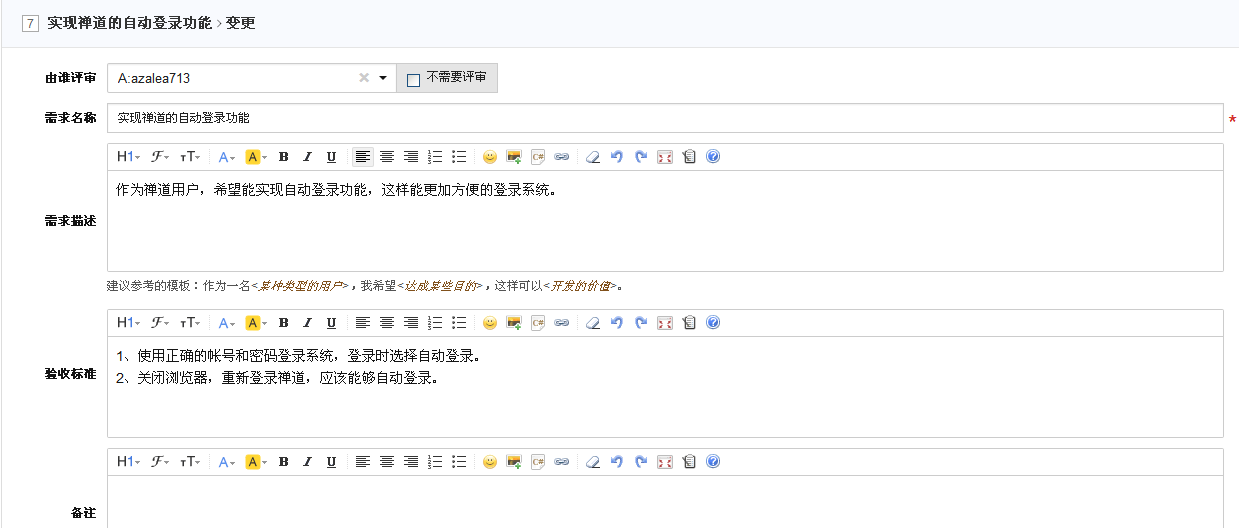 7 实现禅道的自动登录功能 › 变更
由谁评审 A:azalea713 × 不需要评审
需求名称 实现禅道的自动登录功能 *
H1 ℱ тT A A B I U C#
需求描述 作为禅道用户，希望能实现自动登录功能，这样能更加方便的登录系统。
建议参考的模板：作为一名<某种类型的用户>，我希望<达成某些目的>，这样可以<开发的价值>。
H1 ℱ тT A A B I U C#
验收标准 1、使用正确的帐号和密码登录系统，登录时选择自动登录。
2、关闭浏览器，重新登录禅道，应该能够自动登录。
H1 ℱ тT A A B I U C#
备注